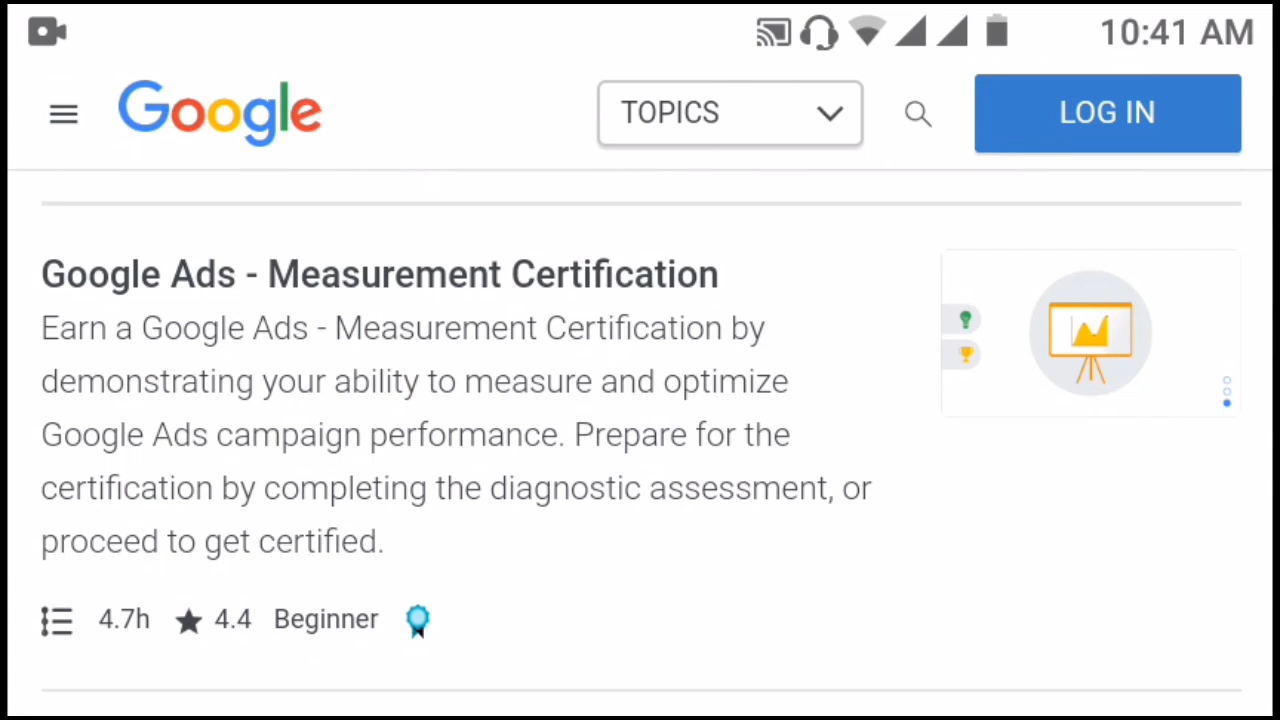 10:41 AM
Google
TOPICS
LOG IN
Google Ads - Measurement Certification
Earn a Google Ads - Measurement Certification by
demonstrating your ability to measure and optimize
Google Ads campaign performance. Prepare for the
certification by completing the diagnostic assessment, or
proceed to get certified.
4.7h 4.4 Beginner